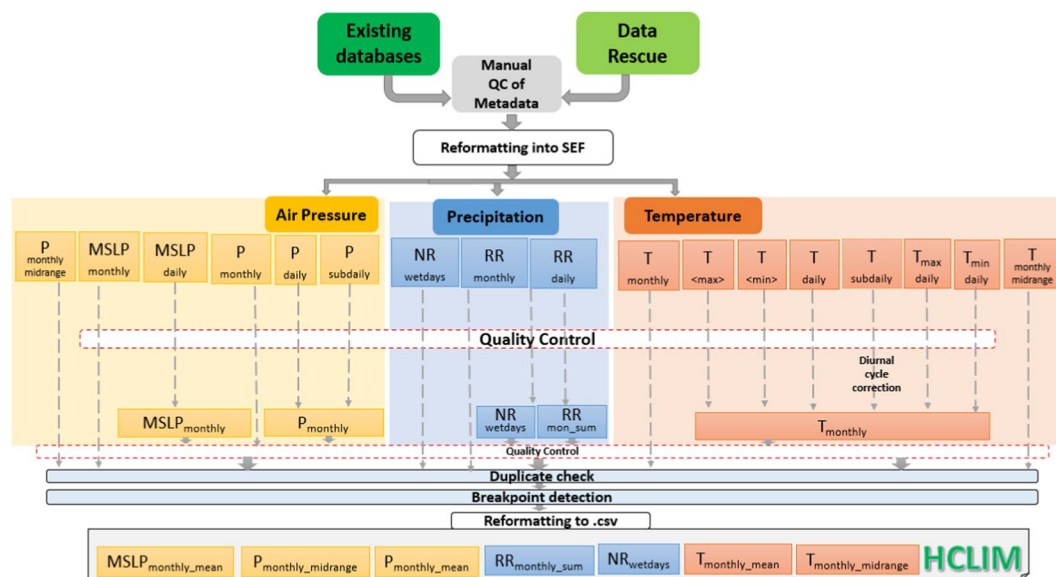 Existing
databases
Data
Rescue
Manual
QC of
Metadata
Reformatting into SEF
Air Pressure
Precipitation
Temperature
P
monthly
midrange
MSLP
monthly
MSLP
daily
P
monthly
P
daily
P
subdaily
NR
wetdays
RR
monthly
RR
daily
T
monthly
T
<max>
T
<min>
T
daily
T
subdaily
Tmax
daily
Tmin
daily
T
monthly
midrange
Quality Control
Diurnal
cycle
correction
MSLPmonthly
Pmonthly
NR
wetdays
RR
mon_sum
Tmonthly
Quality Control
Duplicate check
Breakpoint detection
Reformatting to .csv
MSLPmonthly_mean
Pmonthly_midrange
Pmonthly_mean
RRmonthly_sum
NRwetdays
Tmonthly_mean
Tmonthly_midrange
HCLIM